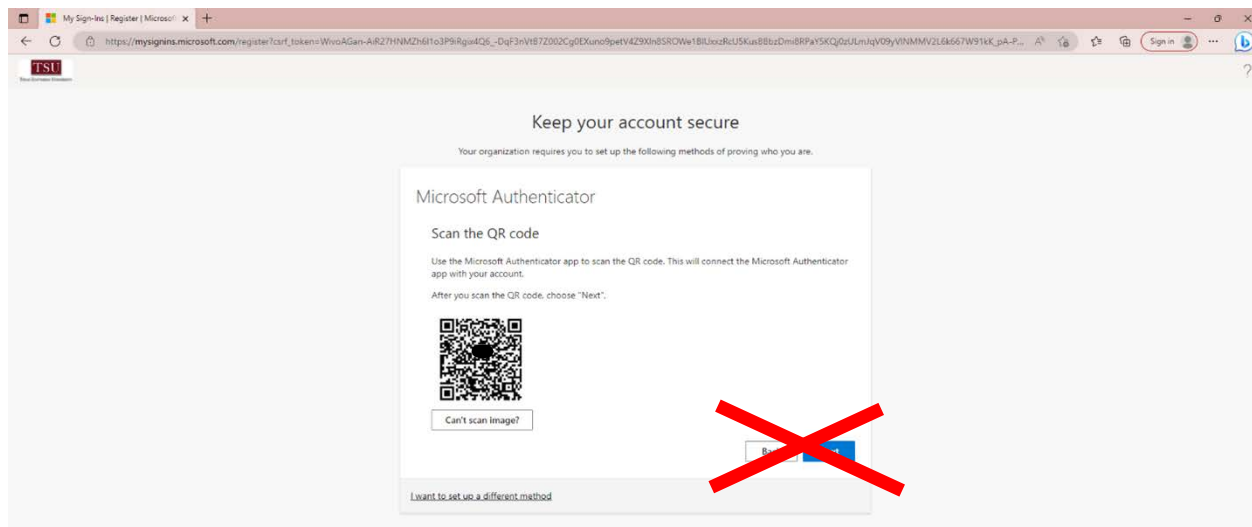 My Sign-Ins | Register | Microsof
Sign in
TSU
?
Keep your account secure
Your organization requires you to set up the following methods of proving who you are.
Microsoft Authenticator
Scan the QR code
Use the Microsoft Authenticator app to scan the QR code. This will connect the Microsoft Authenticator
app with your account.
After you scan the QR code, choose "Next".
Can't scan image?
I want to set up a different method